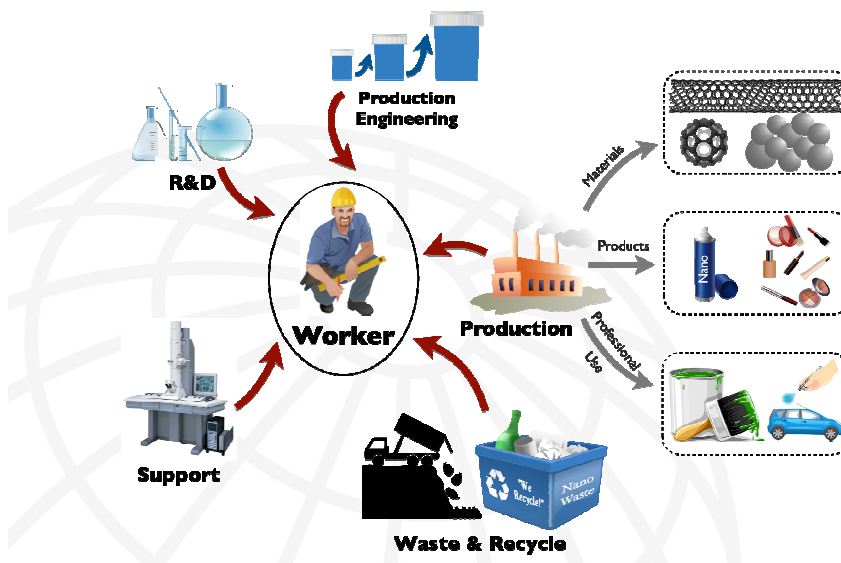 Production
Engineering
R&D
Materials
Products
Nano
Worker
Production
Professional
Use
Support
"We
Recycle!"
Nano
Waste
Waste & Recycle